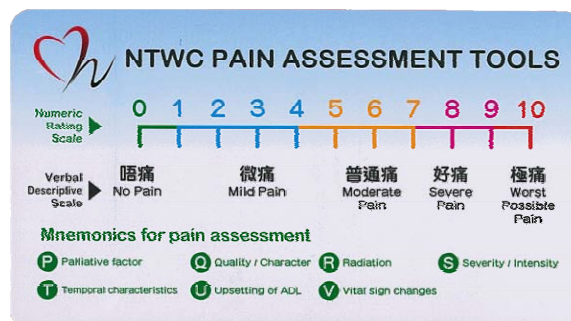 NTWC PAIN ASSESSMENT TOOLS
Numeric Rating Scale
0 1 2 3 4 5 6 7 8 9 10
Verbal Descriptive Scale
唔痛 微痛 普通痛 好痛 極痛
No Pain Mild Pain Moderate Pain Severe Pain Worst Possible Pain
Mnemonics for pain assessment
P Palliative factor Q Quality / Character R Radiation S Severity / Intensity
T Temporal characteristics U Upsetting of ADL V Vital sign changes